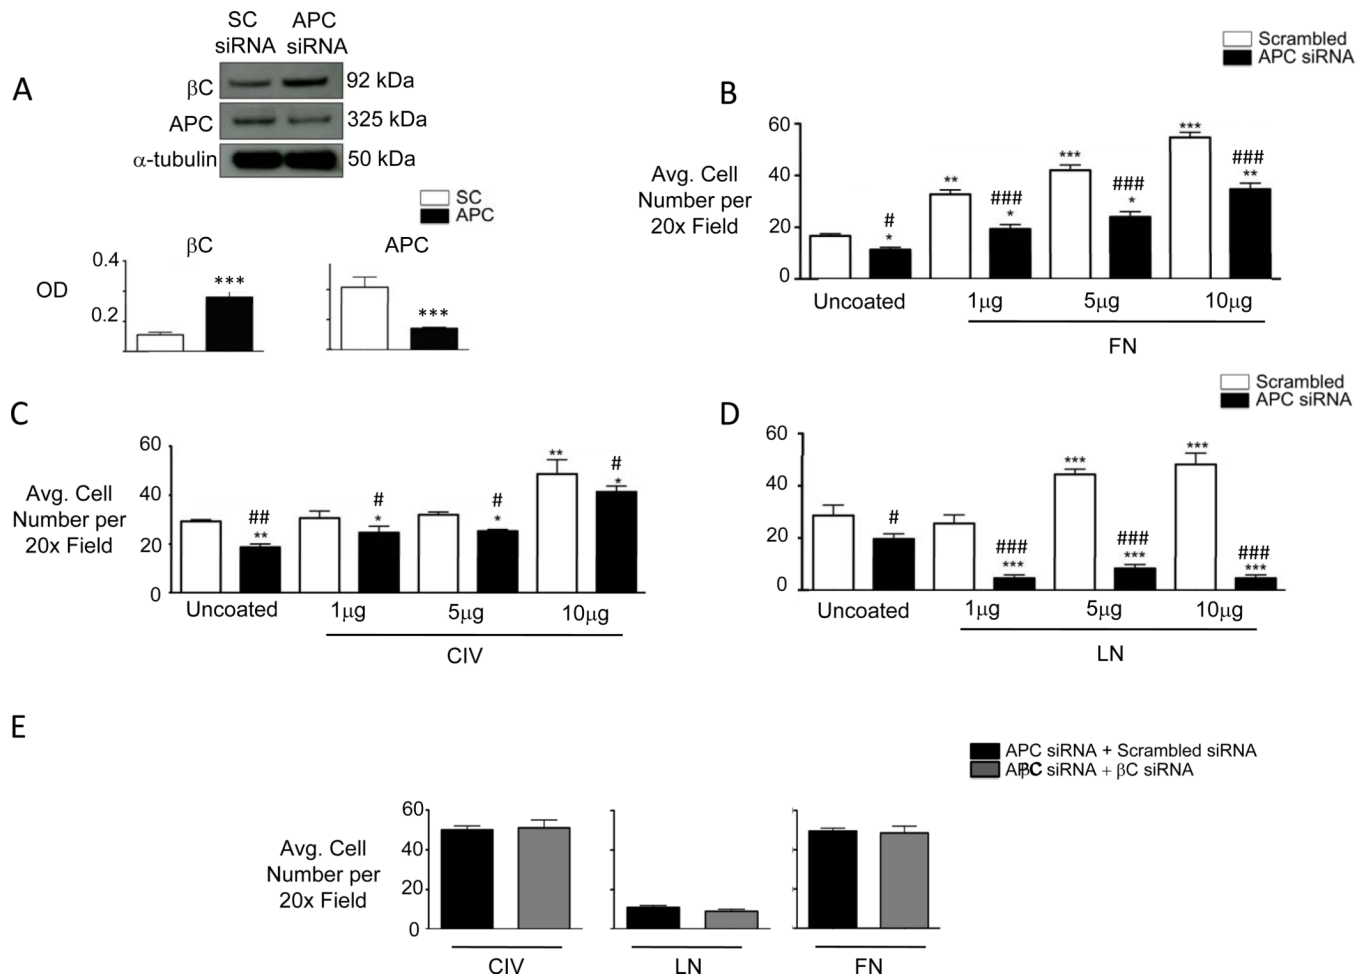 A
SC siRNA
APC siRNA
βC
92 kDa
APC
325 kDa
α-tubulin
50 kDa
SC
APC
βC
APC
OD
0.4
0.2
***
***
B
Scrambled
APC siRNA
Avg. Cell
Number per
20x Field
60
40
20
0
#
*
**
###
*
***
###
*
***
###
**
Uncoated
1μg
5μg
10μg
FN
C
Avg. Cell
Number per
20x Field
60
40
20
0
##
**
#
*
#
*
**
#
*
Uncoated
1μg
5μg
10μg
CIV
D
Scrambled
APC siRNA
60
40
20
0
#
###
***
***
###
***
***
###
***
Uncoated
1μg
5μg
10μg
LN
E
APC siRNA + Scrambled siRNA
siRNA + βC siRNA
Avg. Cell
Number per
20x Field
60
40
20
0
CIV
LN
FN